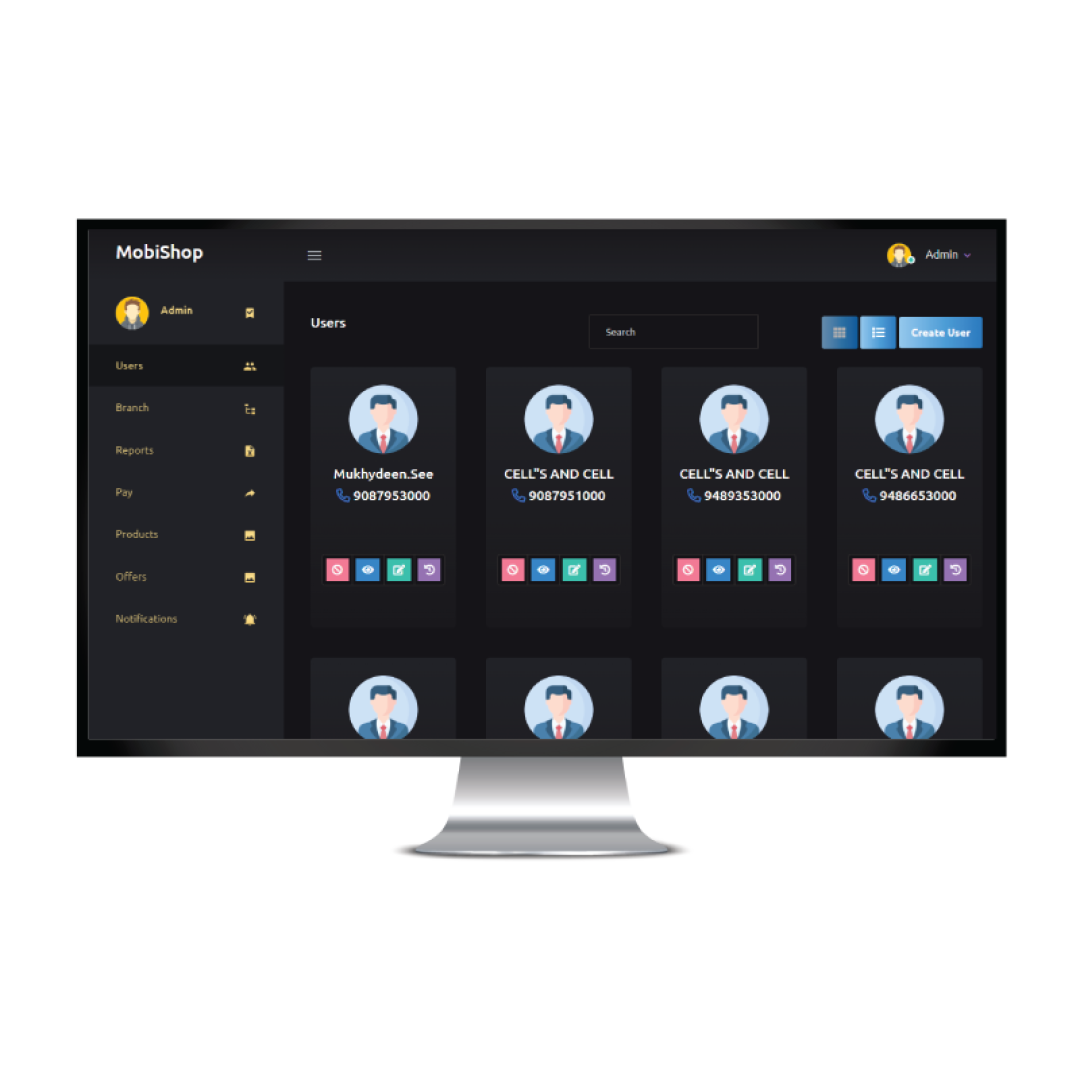 MobiShop
Admin
Admin
Users
Branch
Reports
Pay
Products
Offers
Notifications
Users
Search
Create User
Mukhydeen.See
9087953000
CELL"S AND CELL
9087951000
CELL"S AND CELL
9489353000
CELL"S AND CELL
9486653000